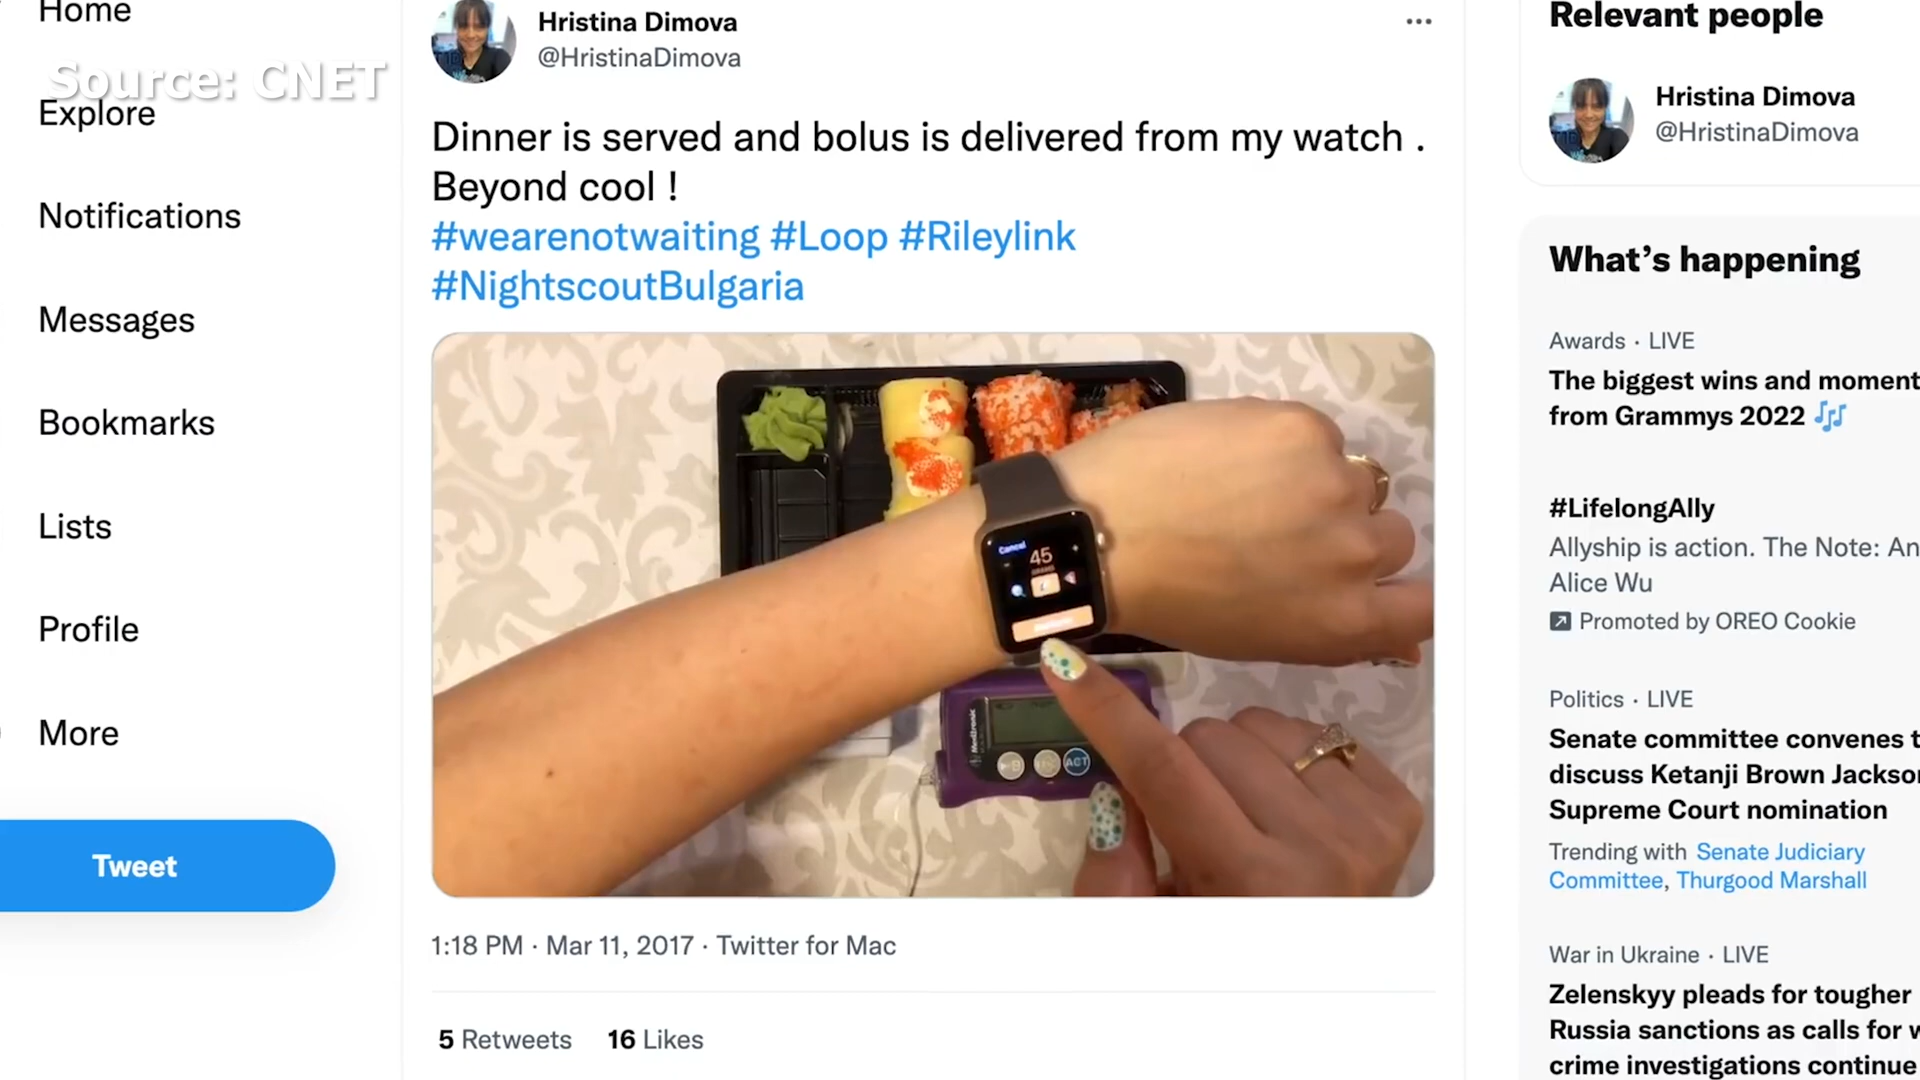 Home
Source: CNET
Explore
Notifications
Messages
Bookmarks
Lists
Profile
More
Tweet
Hristina Dimova
@HristinaDimova
Dinner is served and bolus is delivered from my watch .
Beyond cool !
#wearenotwaiting #Loop #Rileylink
#NightscoutBulgaria
Cancel
45
Medtronic
ACT
1:18 PM · Mar 11, 2017 · Twitter for Mac
5 Retweets 16 Likes
Relevant people
Hristina Dimova
@HristinaDimova
What's happening
Awards · LIVE
The biggest wins and moment
from Grammys 2022
#LifelongAlly
Allyship is action. The Note: An
Alice Wu
Promoted by OREO Cookie
Politics · LIVE
Senate committee convenes t
discuss Ketanji Brown Jackso
Supreme Court nomination
Trending with Senate Judiciary
Committee, Thurgood Marshall
War in Ukraine · LIVE
Zelenskyy pleads for tougher
Russia sanctions as calls for w
crime investigations continue